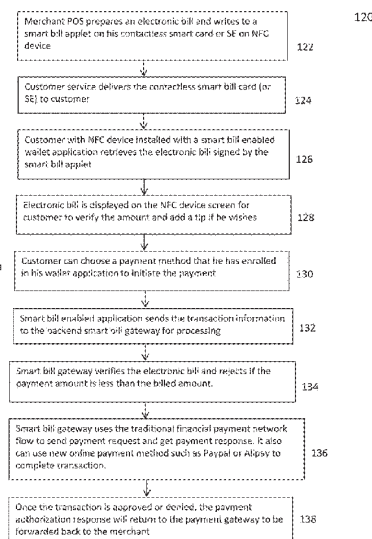 120
Merchant POS prepares an electronic bill and writes to a
smart bill applet on his contactless smart card or SE on NFC
device
122
Customer service delivers the contactless smart bill card (or
SE) to customer
124
Customer with NFC device installed with a smart bill enabled
wallet application retrieves the electronic bill signed by the
smart bill applet
126
Electronic bill is displayed on the NFC device screen for
customer to verify the amount and add a tip if he wishes
128
Customer can choose a payment method that he has enrolled
in his wallet application to initiate the payment
130
Smart bill enabled application sends the transaction information
to the backend smart bill gateway for processing
132
Smart bill gateway verifies the electronic bill and rejects if the
payment amount is less than the billed amount.
134
Smart bill gateway uses the traditional financial payment network
flow to send payment request and get payment response. It also
can use new online payment method such as Paypal or Alipay to
complete transaction.
136
Once the transaction is approved or denied, the payment
authorization response will return to the payment gateway to be
forwarded back to the merchant
138